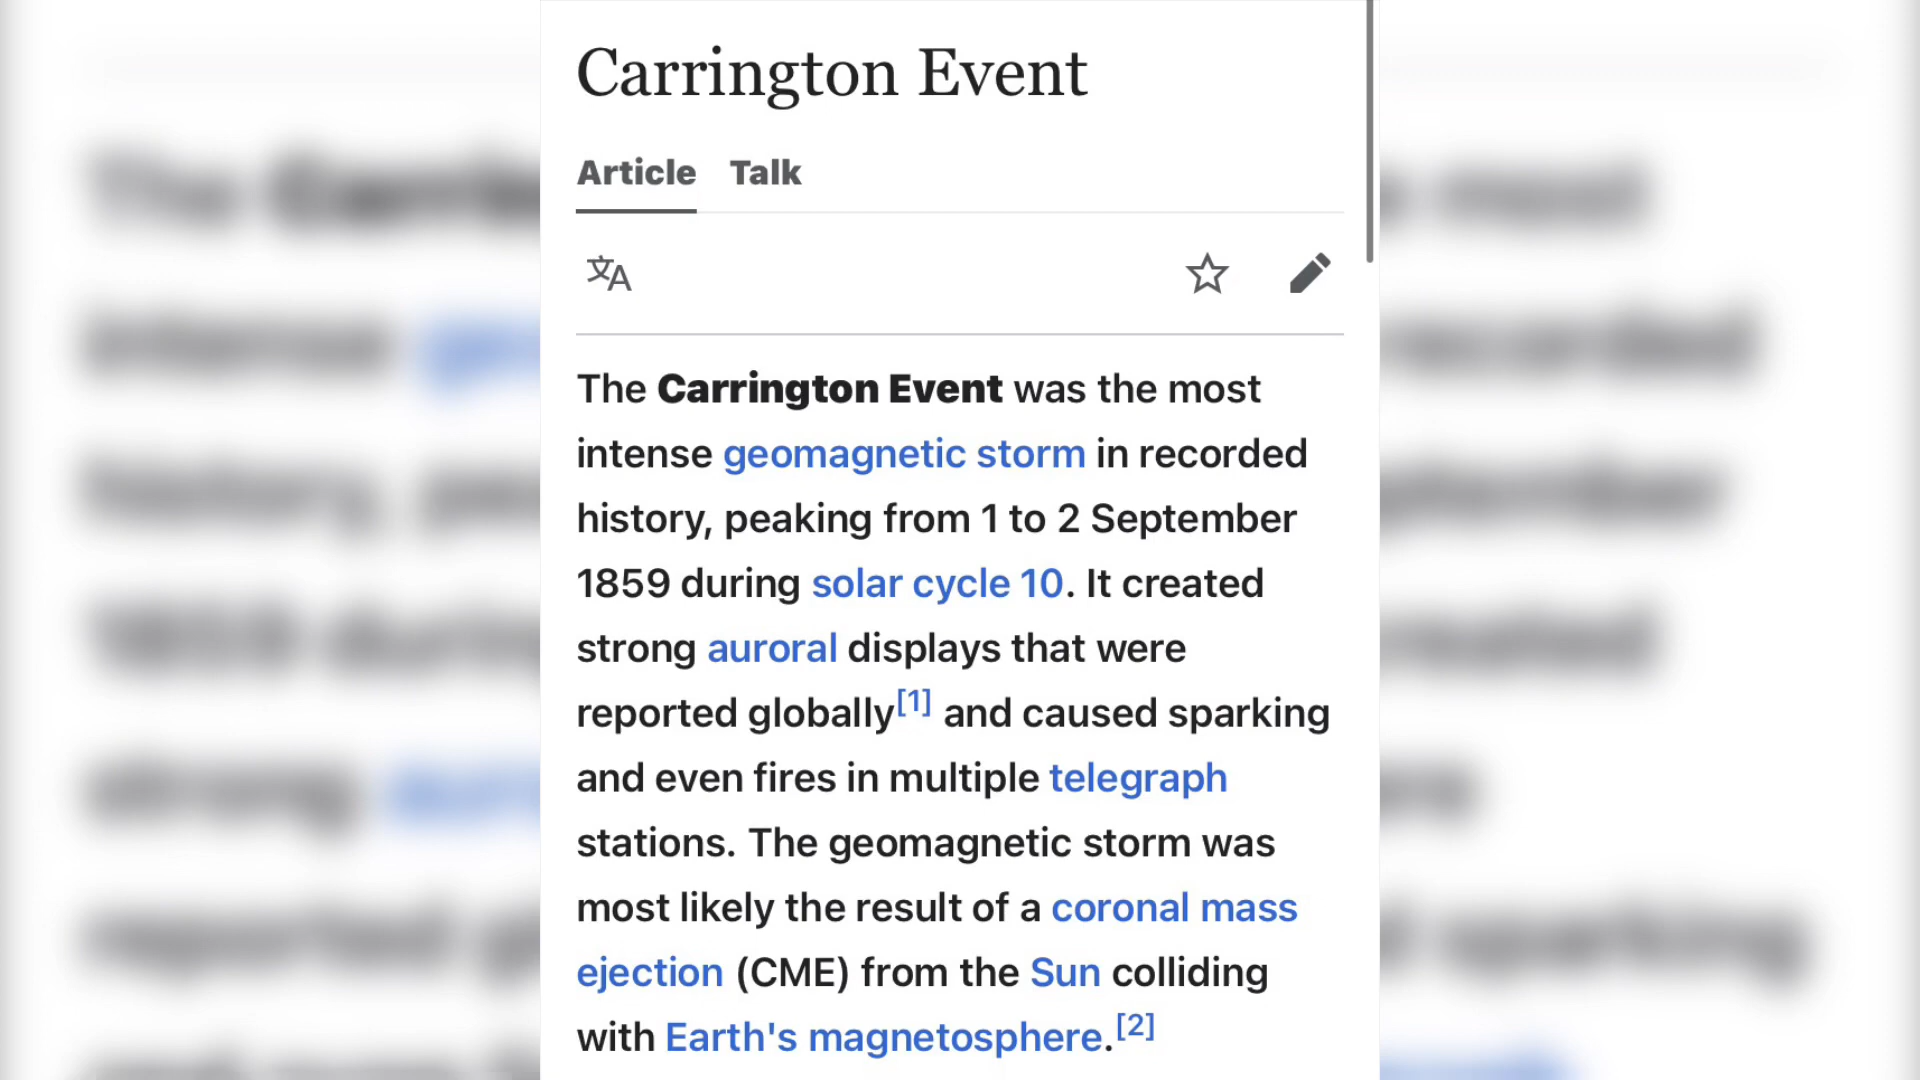 Carrington Event
Article Talk
文A
The Carrington Event was the most
intense geomagnetic storm in recorded
history, peaking from 1 to 2 September
1859 during solar cycle 10. It created
strong auroral displays that were
reported globally[1] and caused sparking
and even fires in multiple telegraph
stations. The geomagnetic storm was
most likely the result of a coronal mass
ejection (CME) from the Sun colliding
with Earth's magnetosphere.[2]